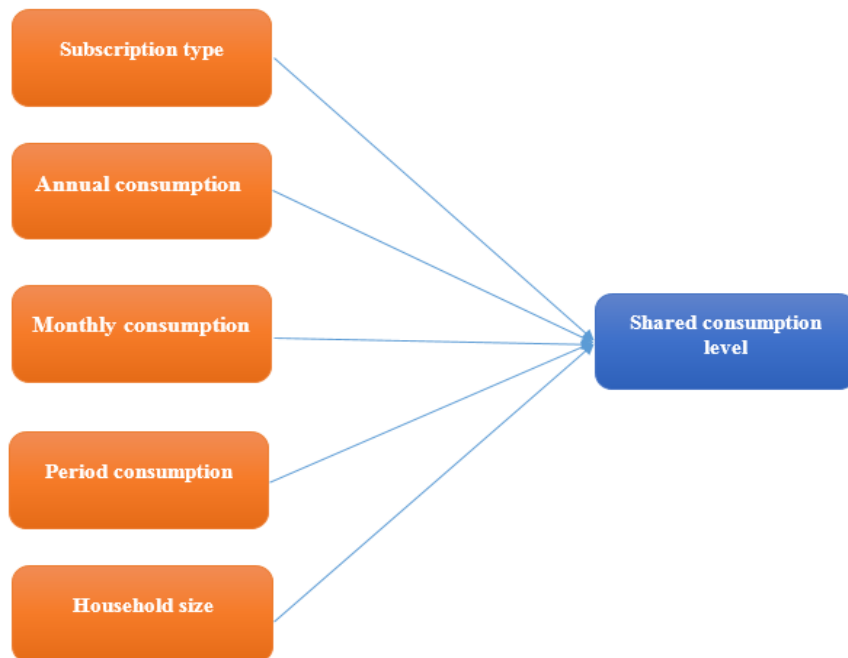 Subscription type
Annual consumption
Monthly consumption
Shared consumption
level
Period consumption
Household size